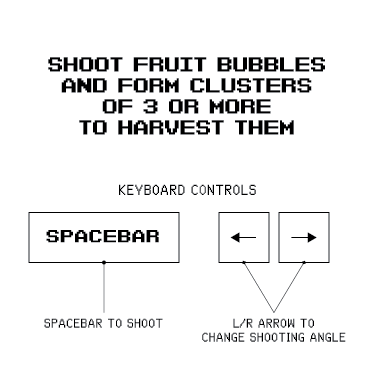 SHOOT FRUIT BUBBLES
AND FORM CLUSTERS
OF 3 OR MORE
TO HARVEST THEM
KEYBOARD CONTROLS
SPACEBAR
← →
SPACEBAR TO SHOOT
L/R ARROW TO
CHANGE SHOOTING ANGLE